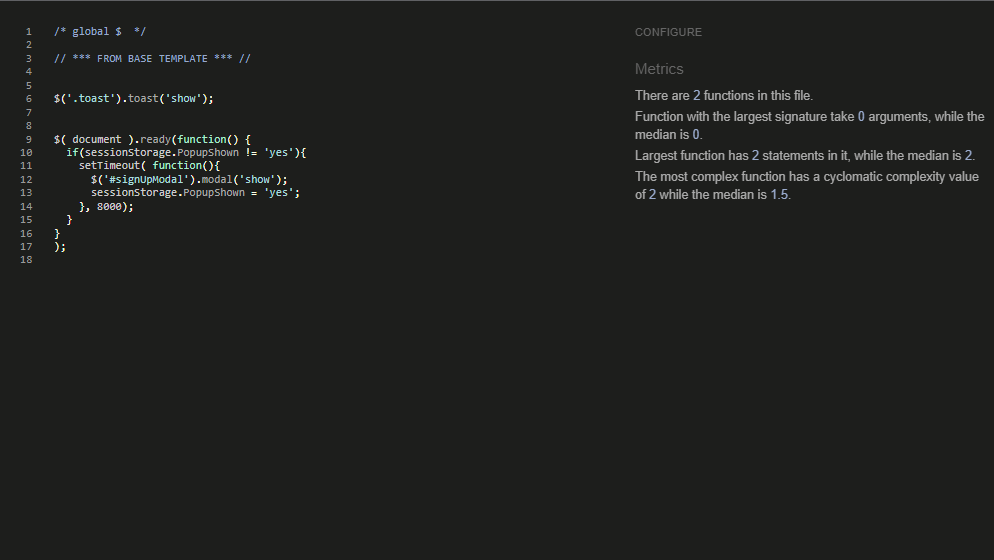 1 /* global $  */
2
3 // *** FROM BASE TEMPLATE *** //
4
5
6 $('.toast').toast('show');
7
8
9 $( document ).ready(function() {
10   if(sessionStorage.PopupShown != 'yes'){
11     setTimeout( function(){
12       $('#signUpModal').modal('show');
13       sessionStorage.PopupShown = 'yes';
14     }, 8000);
15   }
16 }
17 );
18
CONFIGURE
Metrics
There are 2 functions in this file.
Function with the largest signature take 0 arguments, while the
median is 0.
Largest function has 2 statements in it, while the median is 2.
The most complex function has a cyclomatic complexity value
of 2 while the median is 1.5.